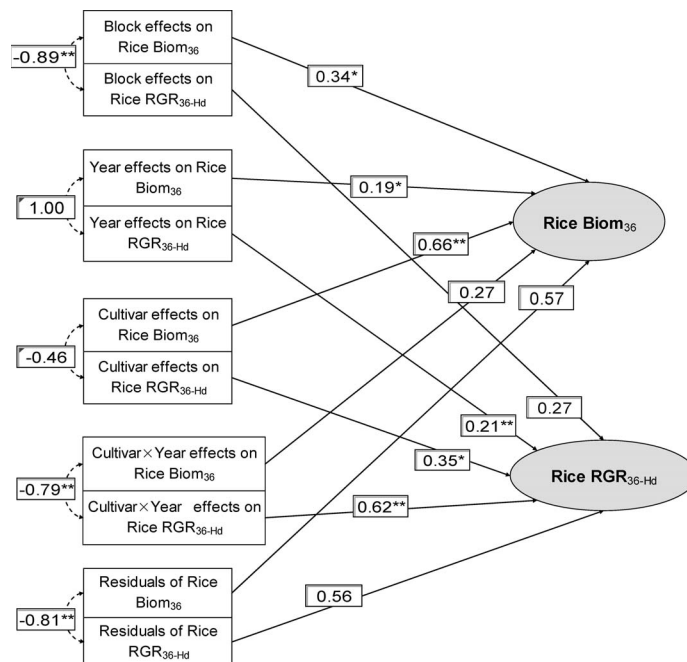 Block effects on
Rice Biom36
-0.89**
Block effects on
Rice RGR36-Hd
0.34*
Year effects on Rice
Biom36
1.00
Year effects on Rice
RGR36-Hd
0.19*
Rice Biom36
0.66**
Cultivar effects on
Rice Biom36
-0.46
Cultivar effects on
Rice RGR36-Hd
0.27
0.57
0.27
0.21**
0.35*
Cultivar×Year effects on
Rice Biom36
-0.79**
Cultivar×Year effects on
Rice RGR36-Hd
0.62**
Rice RGR36-Hd
Residuals of Rice
Biom36
-0.81**
Residuals of Rice
RGR36-Hd
0.56